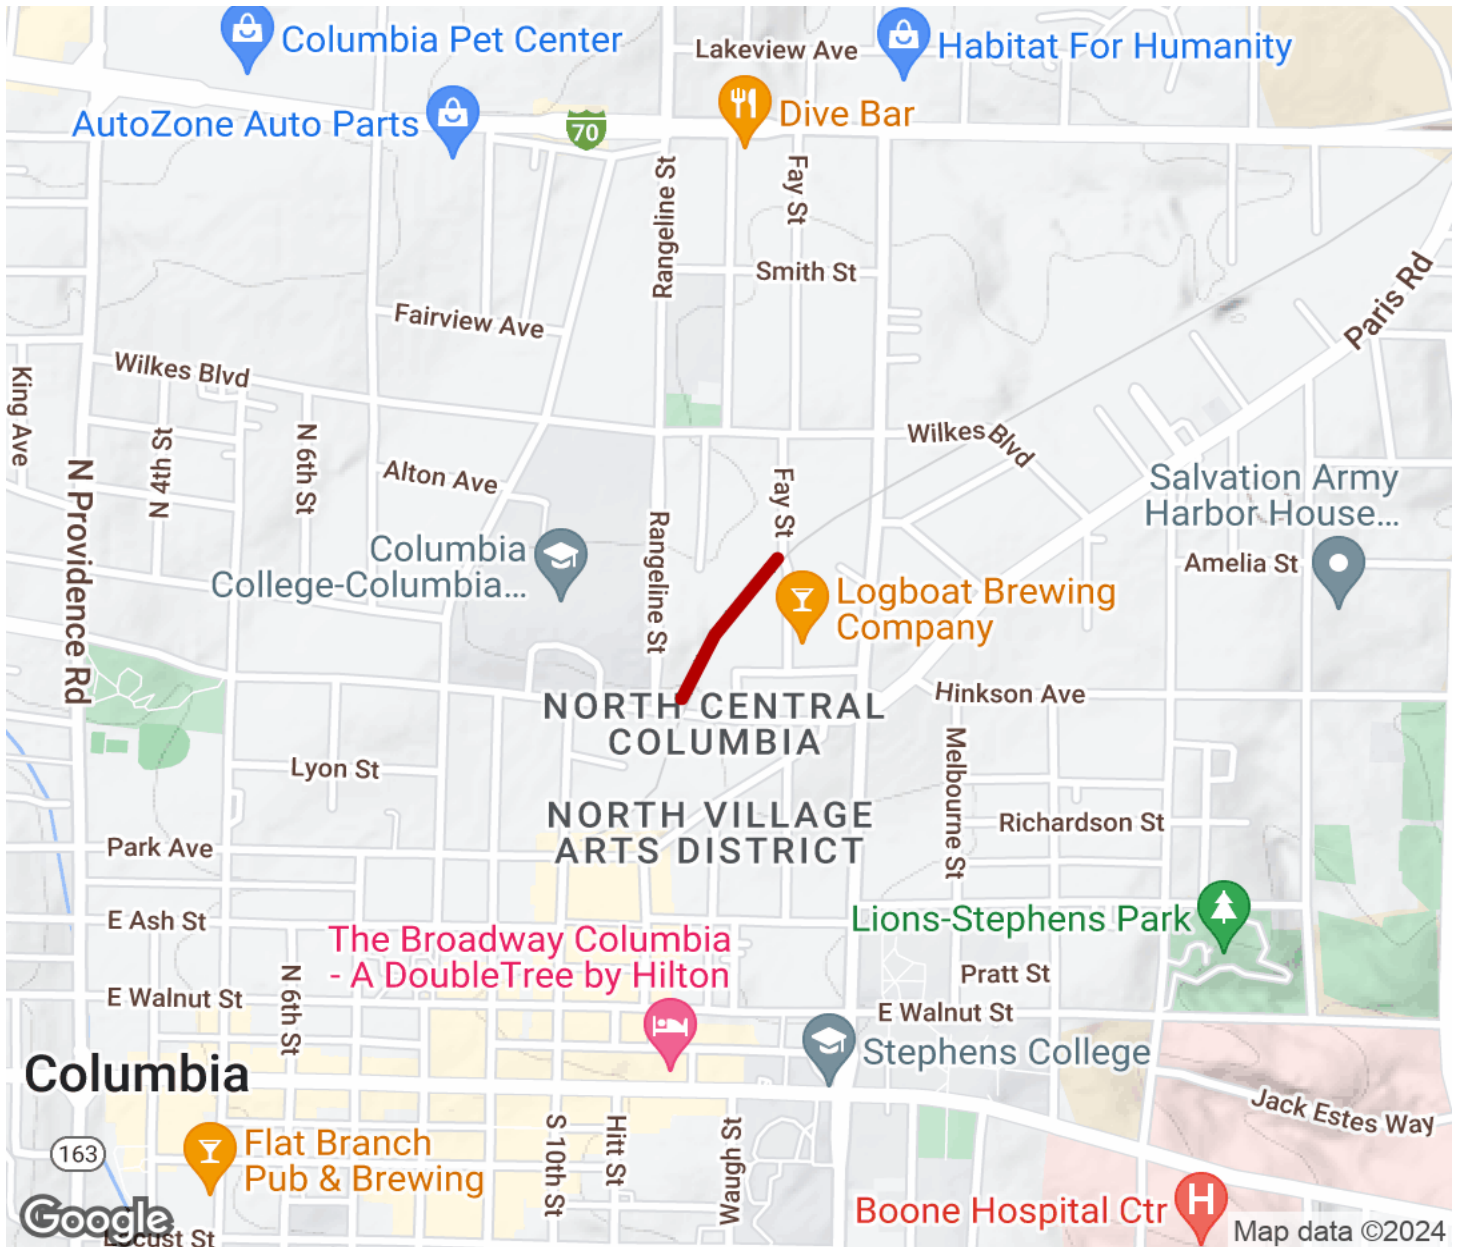 Columbia Pet Center
Lakeview Ave
Habitat For Humanity
AutoZone Auto Parts
70
Dive Bar
Fay St
Rangeline St
Smith St
Paris Rd
Fairview Ave
Wilkes Blvd
King Ave
N 4th St
N 6th St
Alton Ave
Wilkes Blvd
N Providence Rd
Fay St
Salvation Army
Harbor House...
Rangeline St
Columbia
College-Columbia...
Amelia St
Logboat Brewing
Company
Hinkson Ave
NORTH CENTRAL
COLUMBIA
Melbourne St
Lyon St
NORTH VILLAGE
ARTS DISTRICT
Richardson St
Park Ave
E Ash St
Lions-Stephens Park
The Broadway Columbia
- A DoubleTree by Hilton
Pratt St
N 6th St
E Walnut St
E Walnut St
Columbia
Stephens College
Jack Estes Way
S 10th St
Hitt St
Waugh St
163
Flat Branch
Pub & Brewing
Boone Hospital Ctr
H
Google
Locust St
Map data ©2024